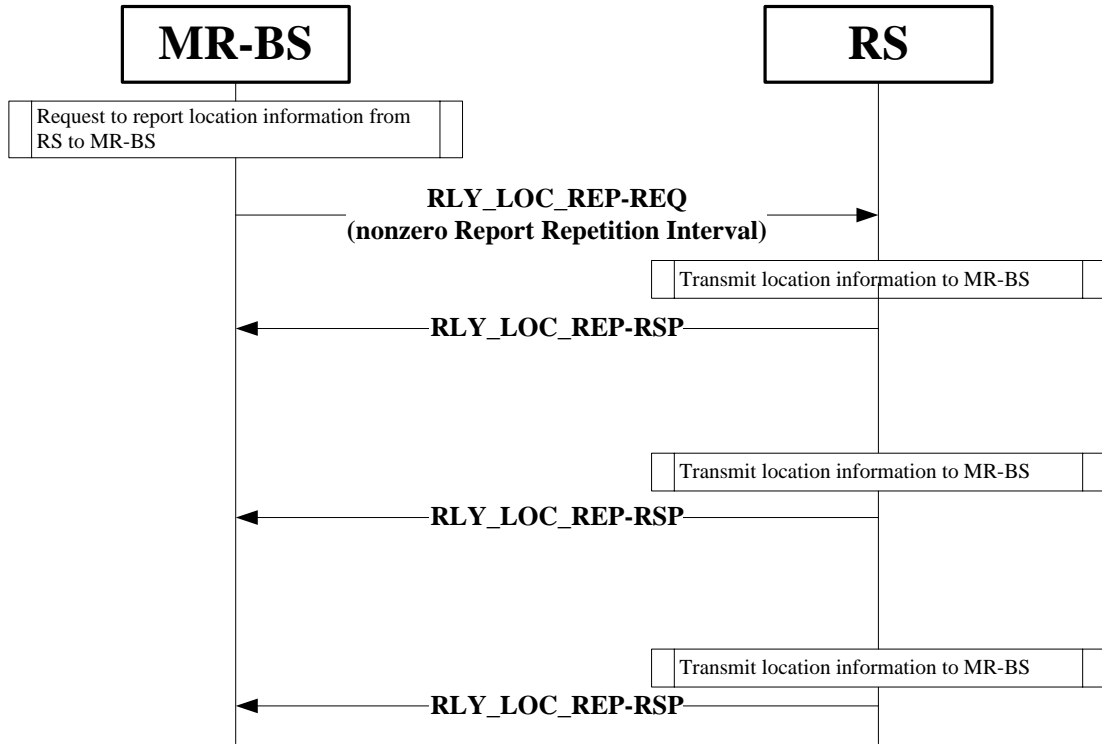 MR-BS
RS
Request to report location information from
RS to MR-BS
RLY_LOC_REP-REQ
(nonzero Report Repetition Interval)
Transmit location information to MR-BS
RLY_LOC_REP-RSP
Transmit location information to MR-BS
RLY_LOC_REP-RSP
Transmit location information to MR-BS
RLY_LOC_REP-RSP